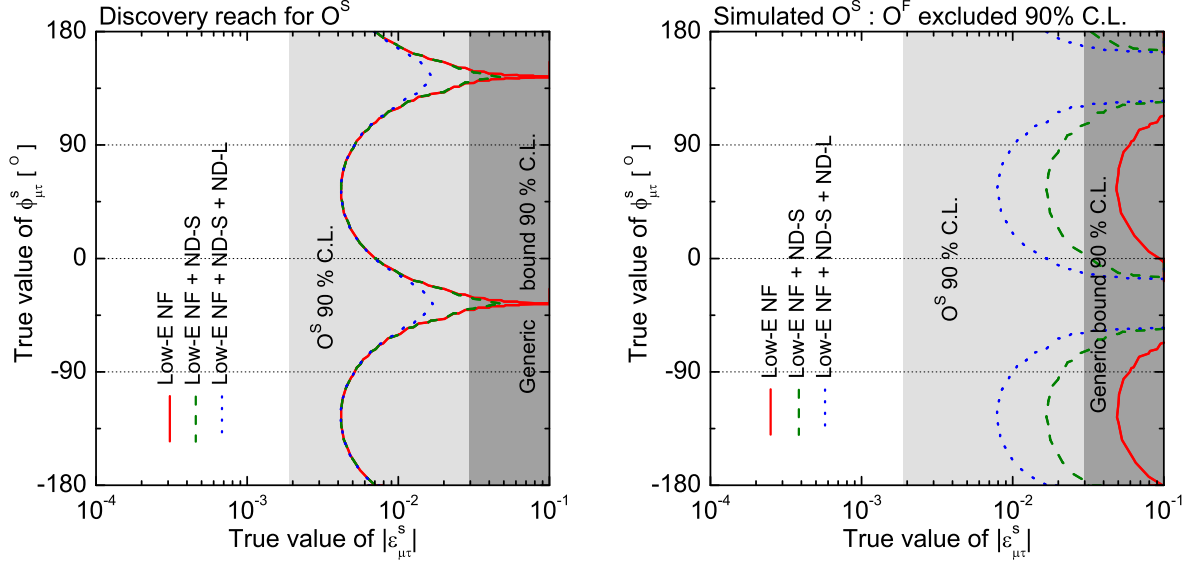 Discovery reach for O^S
180
90
0
-90
-180
True value of ϕ^s_μτ [ ° ]
Low-E NF
Low-E NF + ND-S
Low-E NF + ND-S + ND-L
O^S 90 % C.L.
Generic bound 90 % C.L.
10^-4
10^-3
10^-2
10^-1
True value of |ε^s_μτ|
Simulated O^S : O^F excluded 90% C.L.
180
90
0
-90
-180
True value of ϕ^s_μτ [ ° ]
Low-E NF
Low-E NF + ND-S
Low-E NF + ND-S + ND-L
O^S 90 % C.L.
Generic bound 90 % C.L.
10^-4
10^-3
10^-2
10^-1
True value of |ε^s_μτ|